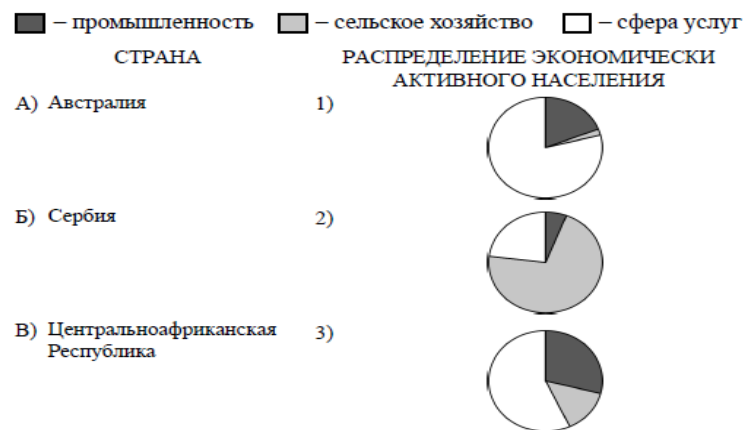 – промышленность – сельское хозяйство – сфера услуг
СТРАНА
РАСПРЕДЕЛЕНИЕ ЭКОНОМИЧЕСКИ
АКТИВНОГО НАСЕЛЕНИЯ
А) Австралия 1)
Б) Сербия 2)
В) Центральноафриканская 3)
Республика